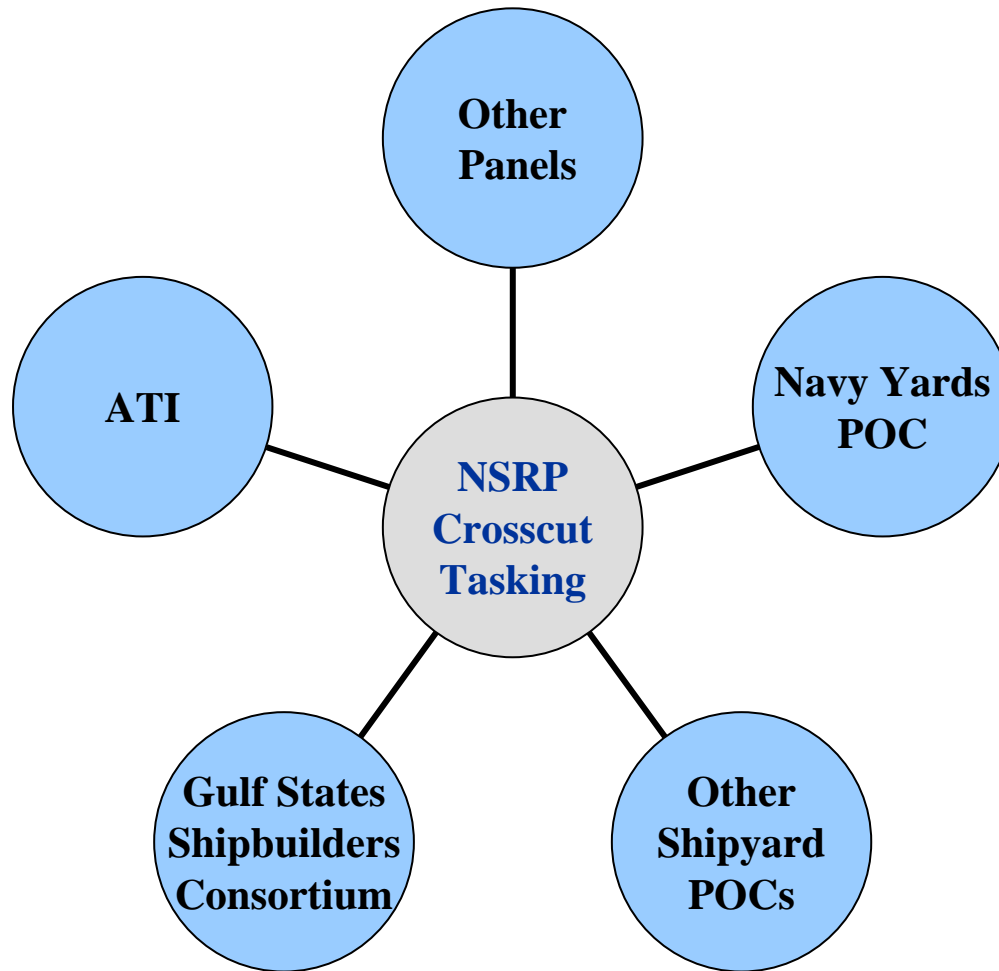 Other
Panels
ATI
Navy Yards
POC
NSRP
Crosscut
Tasking
Gulf States
Shipbuilders
Consortium
Other
Shipyard
POCs